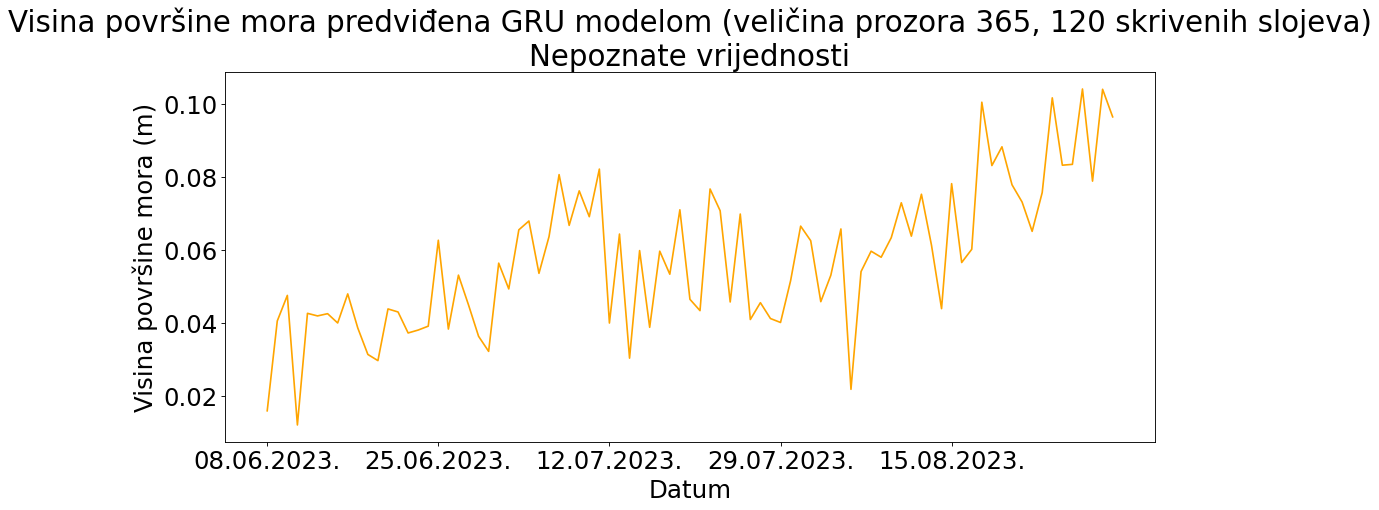 Visina površine mora predviđena GRU modelom (veličina prozora 365, 120 skrivenih slojeva)
Nepoznate vrijednosti
Visina površine mora (m)
0.10
0.08
0.06
0.04
0.02
08.06.2023. 25.06.2023. 12.07.2023. 29.07.2023. 15.08.2023.
Datum